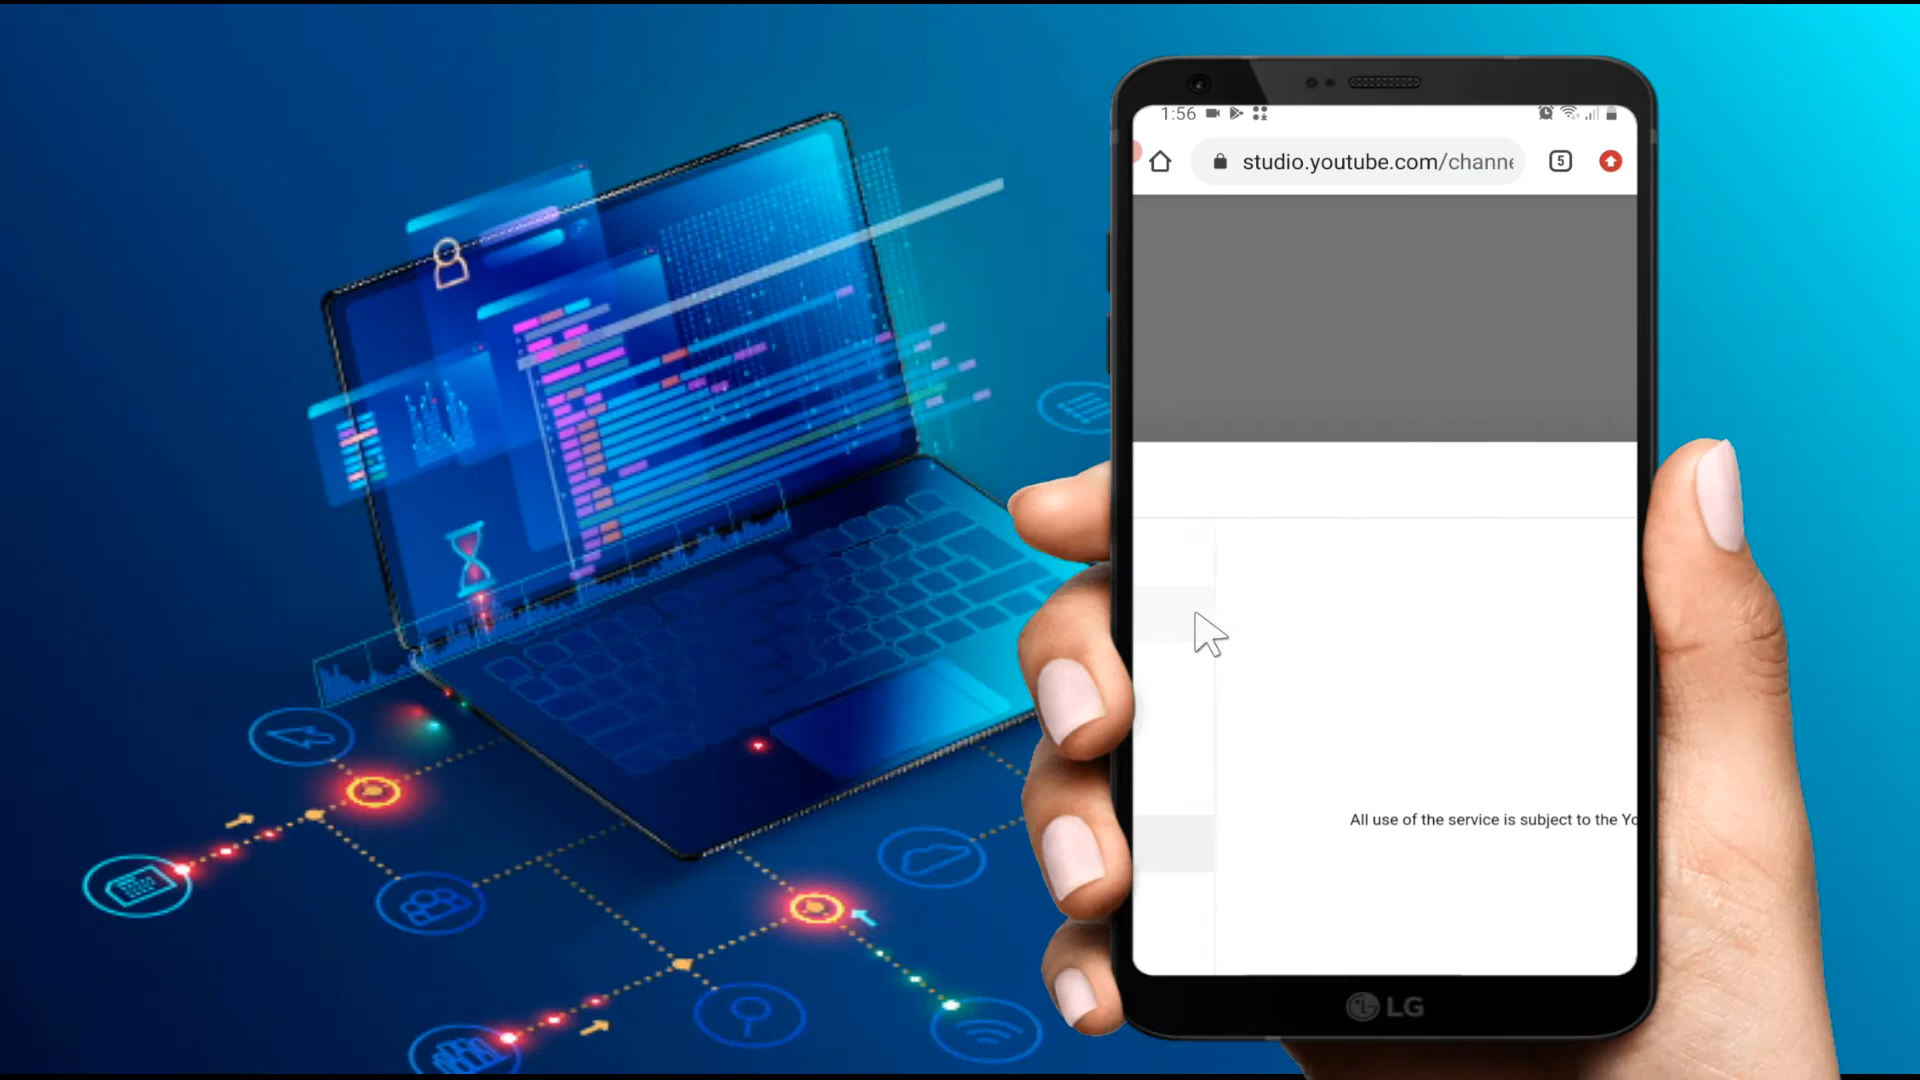 1:56
studio.youtube.com/channe
5
All use of the service is subject to the Yo
LG